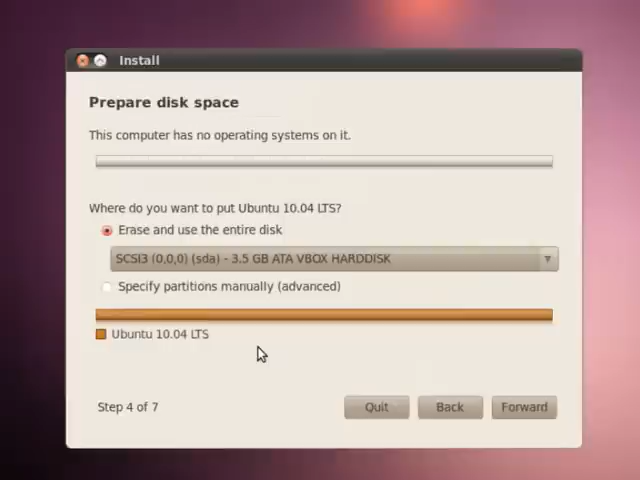 Install
Prepare disk space
This computer has no operating systems on it.
Where do you want to put Ubuntu 10.04 LTS?
Erase and use the entire disk
SCSI3 (0,0,0) (sda) - 3.5 GB ATA VBOX HARDDISK
Specify partitions manually (advanced)
Ubuntu 10.04 LTS
Step 4 of 7
Quit
Back
Forward